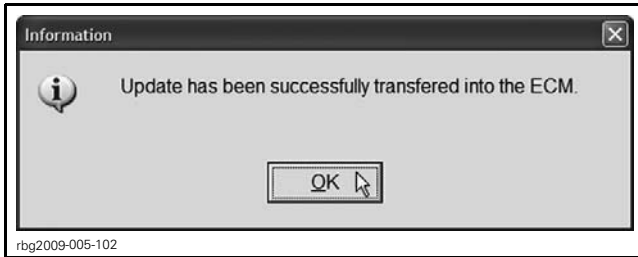 Information
Update has been successfully transfered into the ECM.
OK
rbg2009-005-102